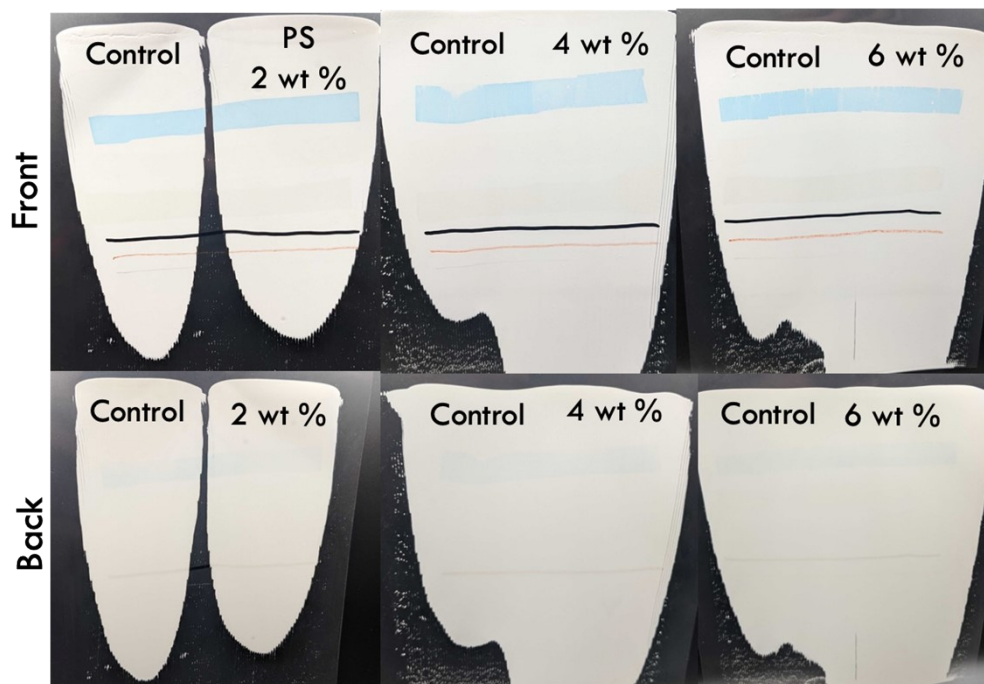 Front
Control
PS
2 wt %
Control 4 wt %
Control 6 wt %
Back
Control 2 wt %
Control 4 wt %
Control 6 wt %